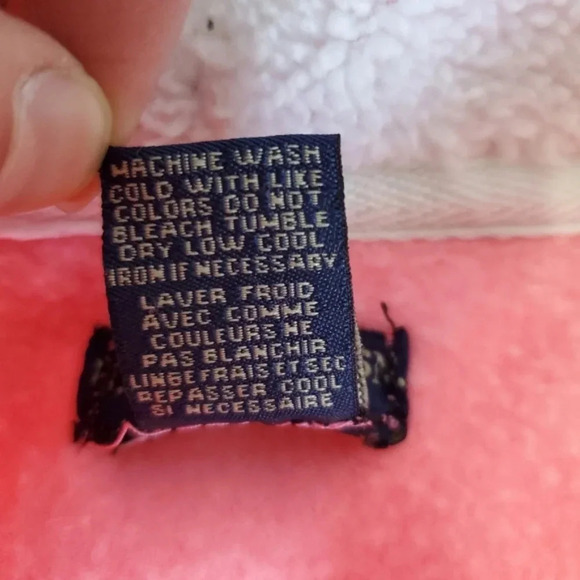 MACHINE WASH
COLD WITH LIKE
COLORS DO NOT
BLEACH TUMBLE
DRY LOW COOL
IRON IF NECESSARY
LAVER FROID
AVEC COMME
COULEURS NE
PAS BLANCHIR
LINGE FRAIS ET SEC
REPASSER COOL
SI NECESSAIRE